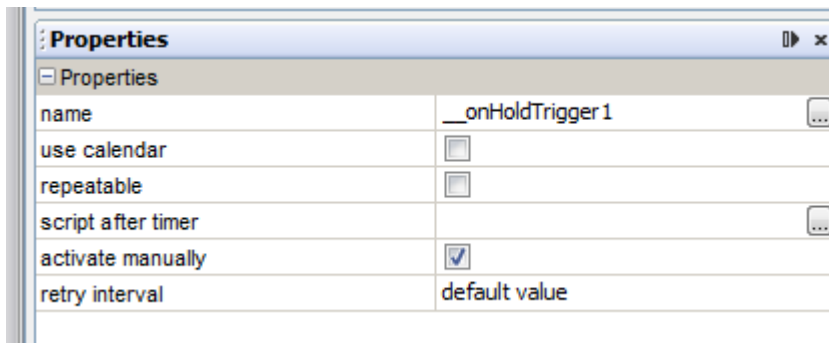 Properties
Properties
name __onHoldTrigger1 ...
use calendar
repeatable
script after timer ...
activate manually
retry interval default value